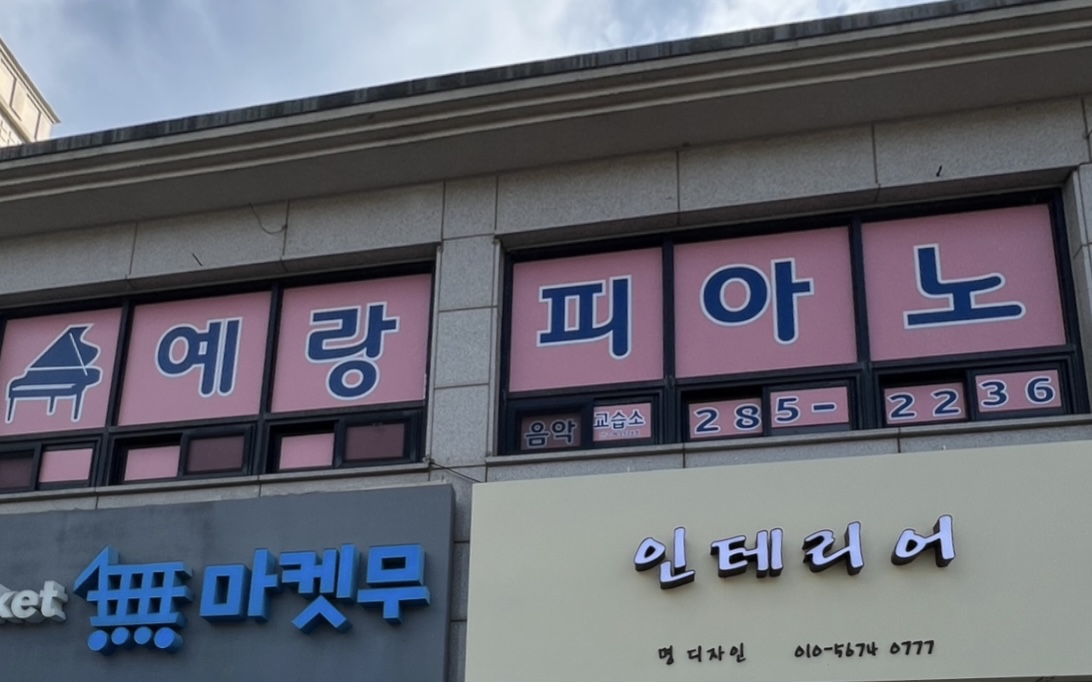 예랑 피아노
음악 교습소 285-2236
ket 無 마켓무
인테리어
명 디자인 010-5674 0777